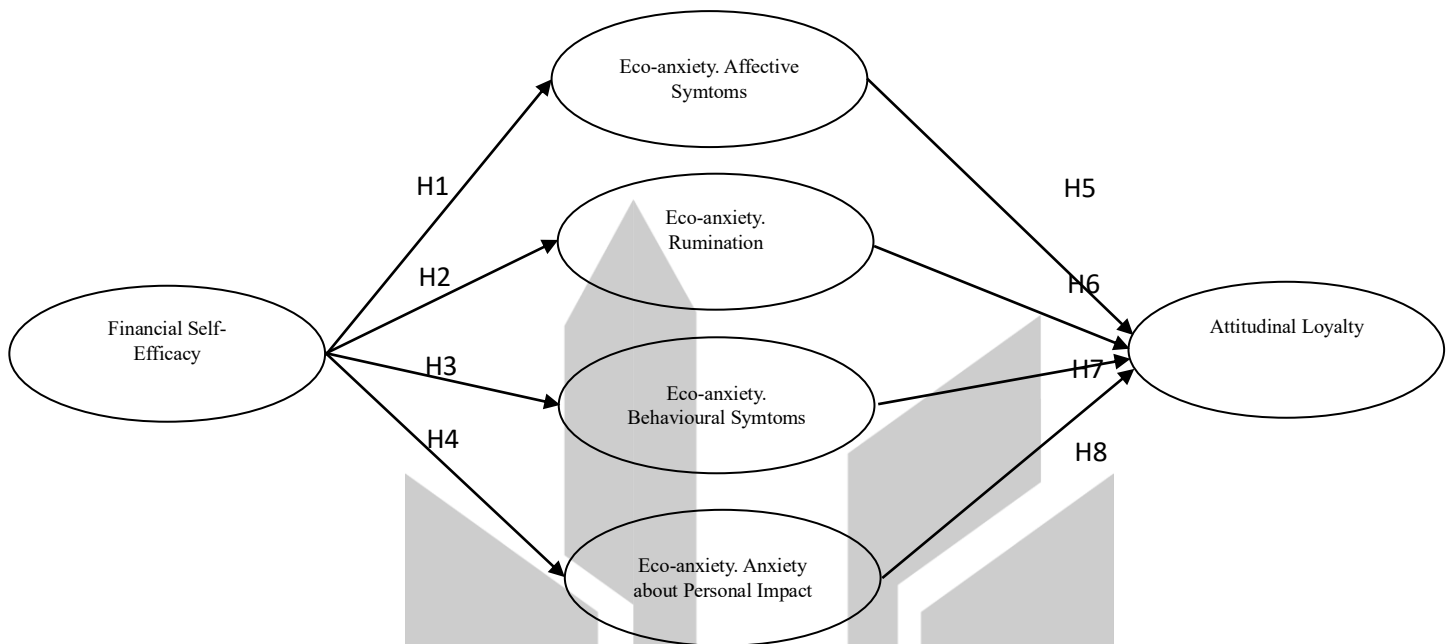 Eco-anxiety. Affective
Symtoms
H1
H5
Eco-anxiety.
Rumination
H2
H6
Financial Self-
Efficacy
Attitudinal Loyalty
H3
H7
Eco-anxiety.
Behavioural Symtoms
H4
H8
Eco-anxiety. Anxiety
about Personal Impact